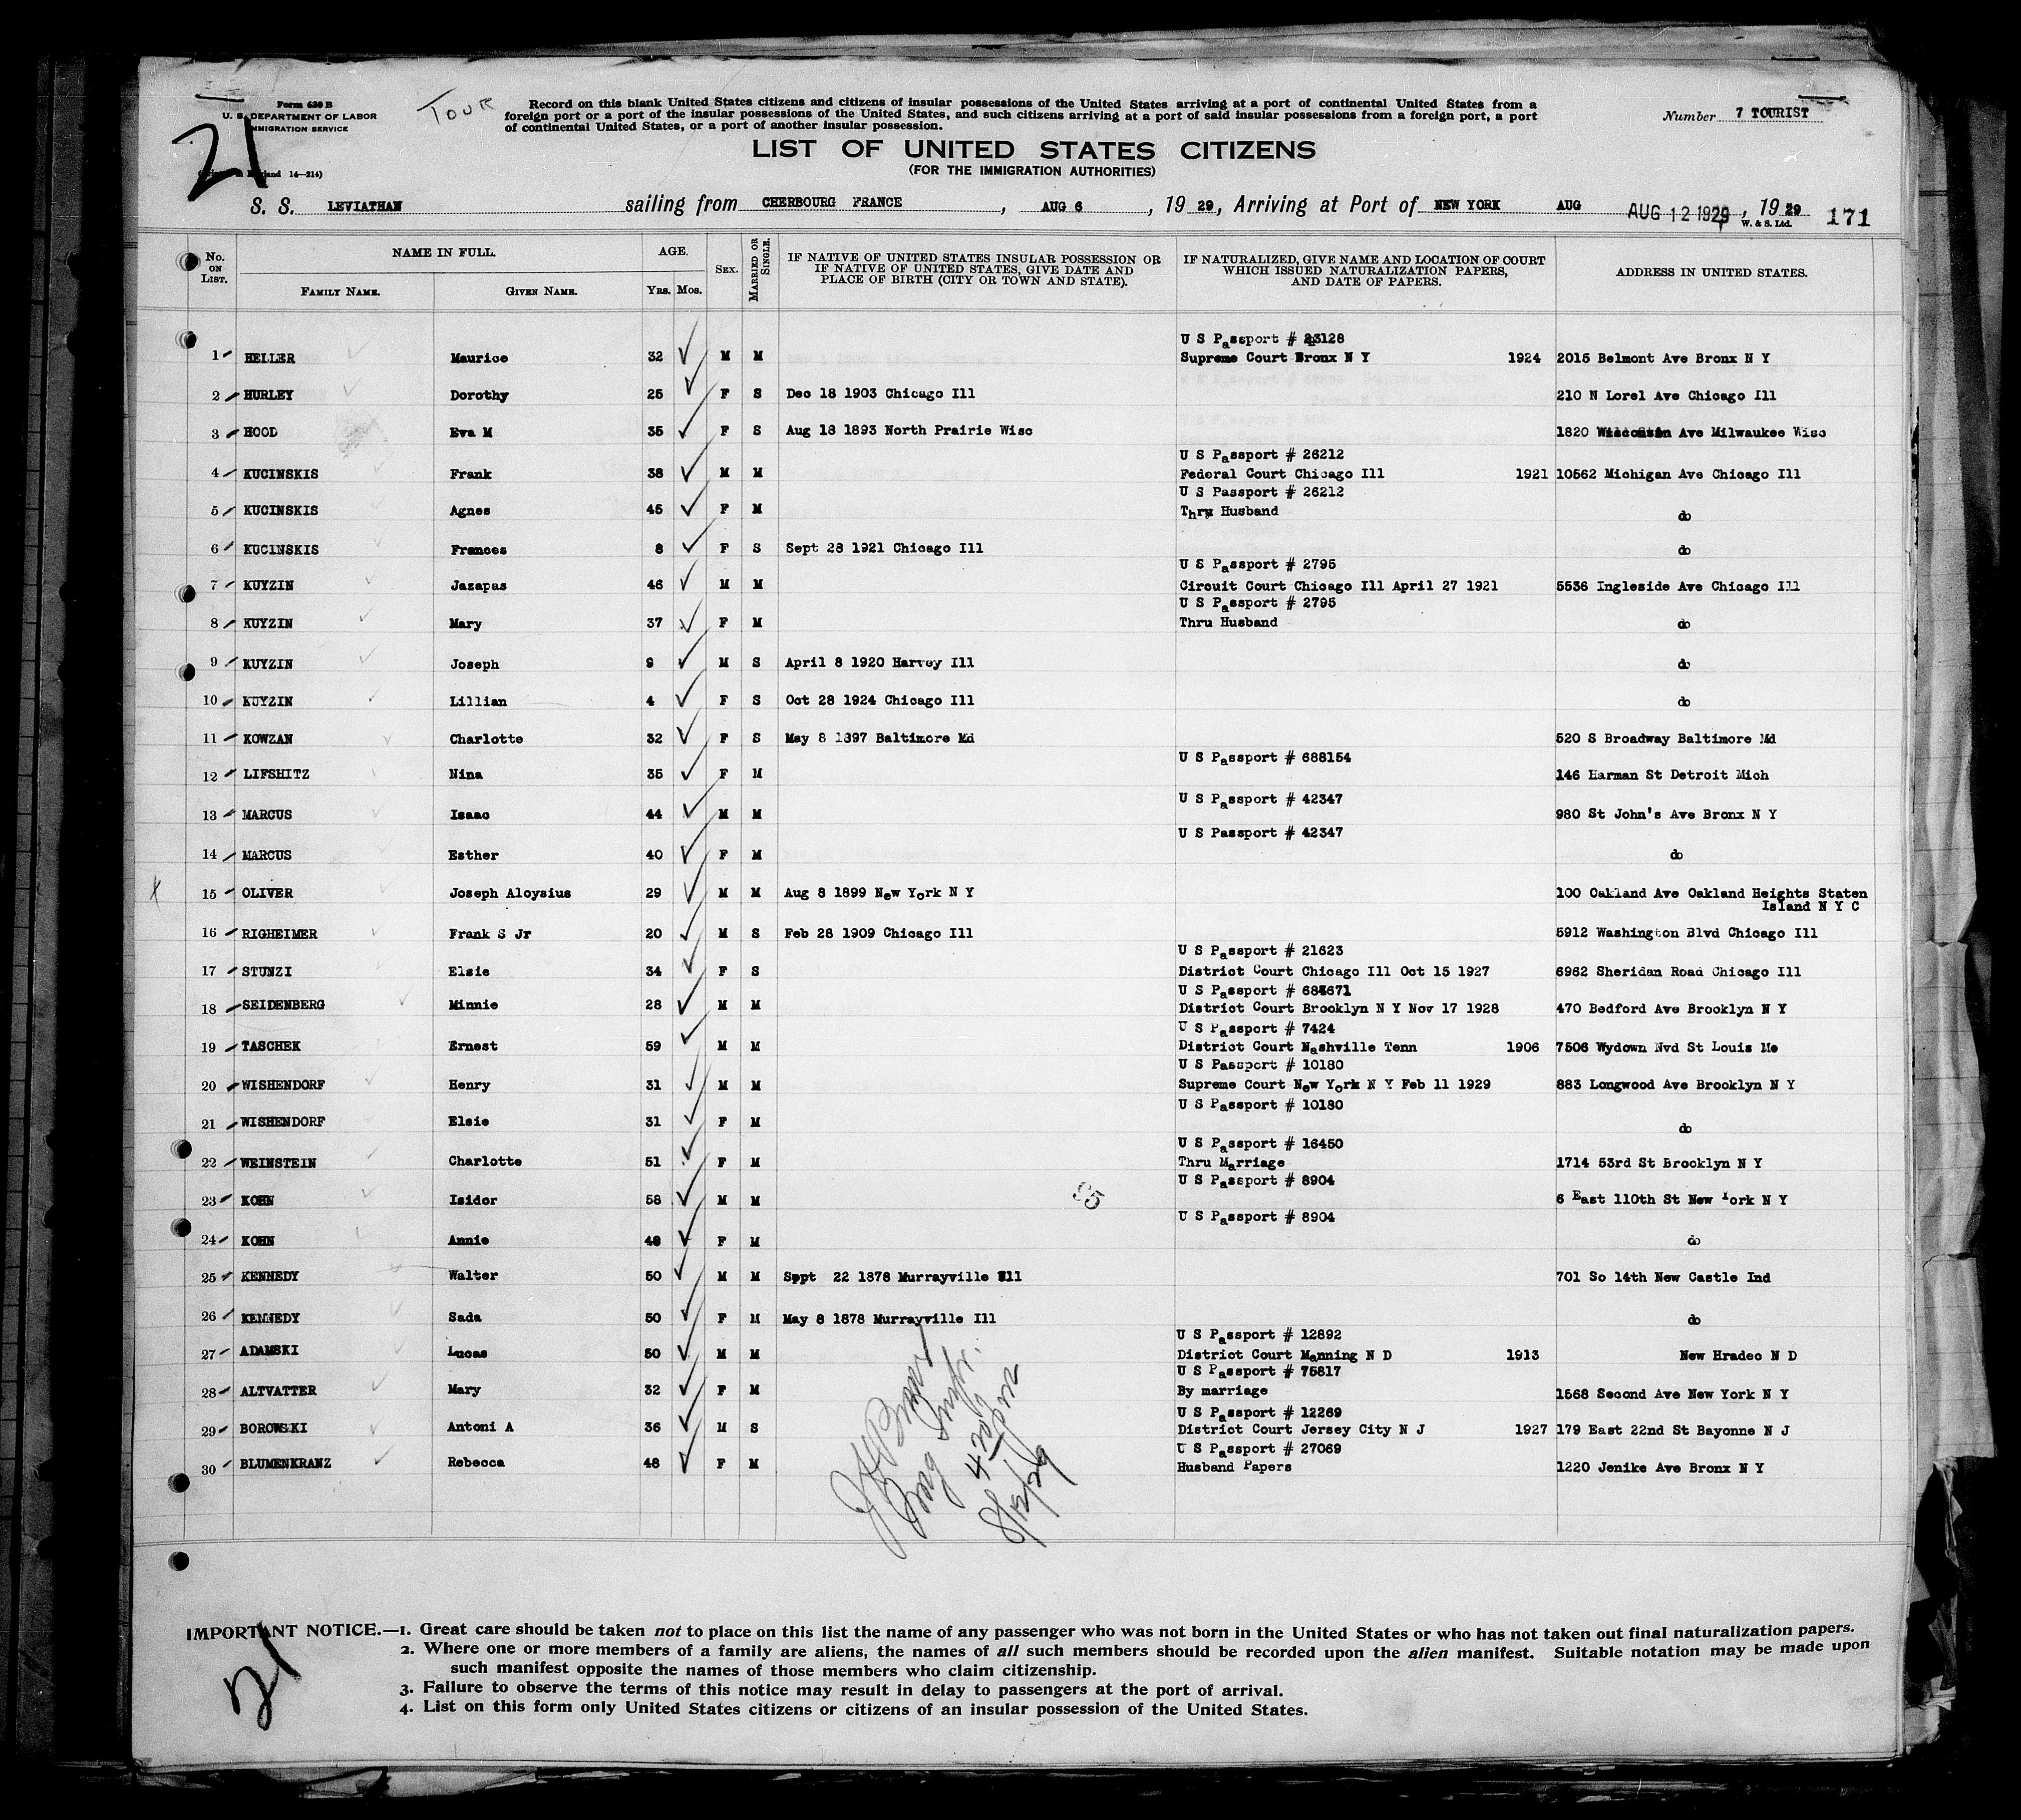 Form 630 B
U. S. DEPARTMENT OF LABOR
IMMIGRATION SERVICE
21
14—214)
TOUR
Record on this blank United States citizens and citizens of insular possessions of the United States arriving at a port of continental United States from a
foreign port or a port of the insular possessions of the United States, and such citizens arriving at a port of said insular possessions from a foreign port, a port
of continental United States, or a port of another insular possession.
Number 7 TOURIST
LIST OF UNITED STATES CITIZENS
(FOR THE IMMIGRATION AUTHORITIES)
S. S. LEVIATHAN sailing from CHERBOURG FRANCE, AUG 6, 19 29, Arriving at Port of NEW YORK AUG AUG 12 1929, 19 29 171
W. & S. Ltd.
No. ON LIST. NAME IN FULL. FAMILY NAME. GIVEN NAME. AGE. YRS. MOS. SEX. MARRIED OR SINGLE. IF NATIVE OF UNITED STATES INSULAR POSSESSION OR IF NATIVE OF UNITED STATES, GIVE DATE AND PLACE OF BIRTH (CITY OR TOWN AND STATE). IF NATURALIZED, GIVE NAME AND LOCATION OF COURT WHICH ISSUED NATURALIZATION PAPERS, AND DATE OF PAPERS. ADDRESS IN UNITED STATES.
U S Passport # 23128
1 HELLER Maurice 32 M M Supreme Court Bronx N Y 1924 2015 Belmont Ave Bronx N Y
2 HURLEY Dorothy 25 F S Dec 18 1903 Chicago Ill 210 N Lorel Ave Chicago Ill
3 HOOD Eva M 35 F S Aug 18 1893 North Prairie Wisc 1820 Wisconsin Ave Milwaukee Wisc
U S Passport # 26212
4 KUCINSKIS Frank 38 M M Federal Court Chicago Ill 1921 10562 Michigan Ave Chicago Ill
U S Passport # 26212
5 KUCINSKIS Agnes 45 F M Thru Husband do
6 KUCINSKIS Frances 8 F S Sept 28 1921 Chicago Ill do
U S Passport # 2795
7 KUYZIN Jazapas 46 M M Circuit Court Chicago Ill April 27 1921 5536 Ingleside Ave Chicago Ill
U S Passport # 2795
8 KUYZIN Mary 37 F M Thru Husband do
9 KUYZIN Joseph 9 M S April 8 1920 Harvey Ill do
10 KUYZIN Lillian 4 F S Oct 28 1924 Chicago Ill do
11 KOWZAN Charlotte 32 F S May 8 1897 Baltimore Md 520 S Broadway Baltimore Md
U S Passport # 688154
12 LIFSHITZ Nina 35 F M 146 Harman St Detroit Mich
U S Passport # 42347
13 MARCUS Isaac 44 M M 980 St John's Ave Bronx N Y
U S Passport # 42347
14 MARCUS Esther 40 F M do
15 OLIVER Joseph Aloysius 29 M M Aug 8 1899 New York N Y 100 Oakland Ave Oakland Heights Staten
Island N Y C
16 RIGHEIMER Frank S Jr 20 M S Feb 28 1909 Chicago Ill 5912 Washington Blvd Chicago Ill
U S Passport # 21623
17 STUNZI Elsie 34 F S District Court Chicago Ill Oct 15 1927 6962 Sheridan Road Chicago Ill
U S Passport #
18 SEIDENBERG Minnie 28 M M District Court Brooklyn N Y Nov 17 1928 470 Bedford Ave Brooklyn N Y
U S Passport # 7424
19 TASCHEK Ernest 59 M M District Court Nashville Tenn 1906 7506 Wydown Nvd St Louis Mo
U S Passport # 10180
20 WISHENDORF Henry 31 M M Supreme Court New York N Y Feb 11 1929 883 Longwood Ave Brooklyn N Y
U S Passport # 10180
21 WISHENDORF Elsie 31 F M do
U S Passport # 16450
22 WEINSTEIN Charlotte 51 F M Thru Marriage 1714 53rd St Brooklyn N Y
U S Passport # 8904
23 KOHN Isidor 58 M M 6 East 110th St New York N Y
U S Passport # 8904
24 KOHN Annie 48 F M do
25 KENNEDY Walter 50 M M Sept 22 1878 Murrayville Ill 701 So 14th New Castle Ind
26 KENNEDY Sada 50 F M May 8 1878 Murrayville Ill do
U S Passport # 12892
27 ADAMSKI Lucas 50 M M District Court Manning N D 1913 New Hradec N D
U S Passport # 75817
28 ALTVATTER Mary 32 F M By marriage 1568 Second Ave New York N Y
U S Passport # 12269
29 BOROWSKI Antoni A 36 M S District Court Jersey City N J 1927 179 East 22nd St Bayonne N J
U S Passport # 27069
30 BLUMENKRANZ Rebecca 48 F M Husband Papers 1220 Jenike Ave Bronx N Y
8/12/29
IMPORTANT NOTICE.—1. Great care should be taken not to place on this list the name of any passenger who was not born in the United States or who has not taken out final naturalization papers.
2. Where one or more members of a family are aliens, the names of all such members should be recorded upon the alien manifest. Suitable notation may be made upon
such manifest opposite the names of those members who claim citizenship.
3. Failure to observe the terms of this notice may result in delay to passengers at the port of arrival.
4. List on this form only United States citizens or citizens of an insular possession of the United States.
21